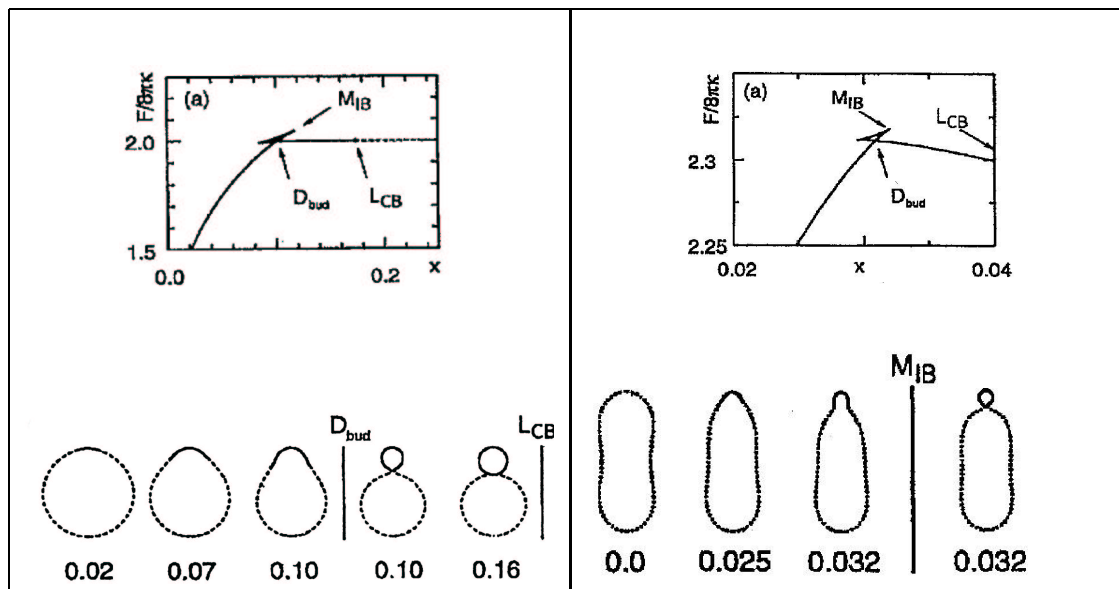 F/8πκ
(a)
M_IB
2.0
D_bud
L_CB
1.5
0.0
0.2
x
D_bud
L_CB
0.02
0.07
0.10
0.10
0.16
F/8πκ
(a)
M_IB
L_CB
2.3
D_bud
2.25
0.02
x
0.04
M_IB
0.0
0.025
0.032
0.032